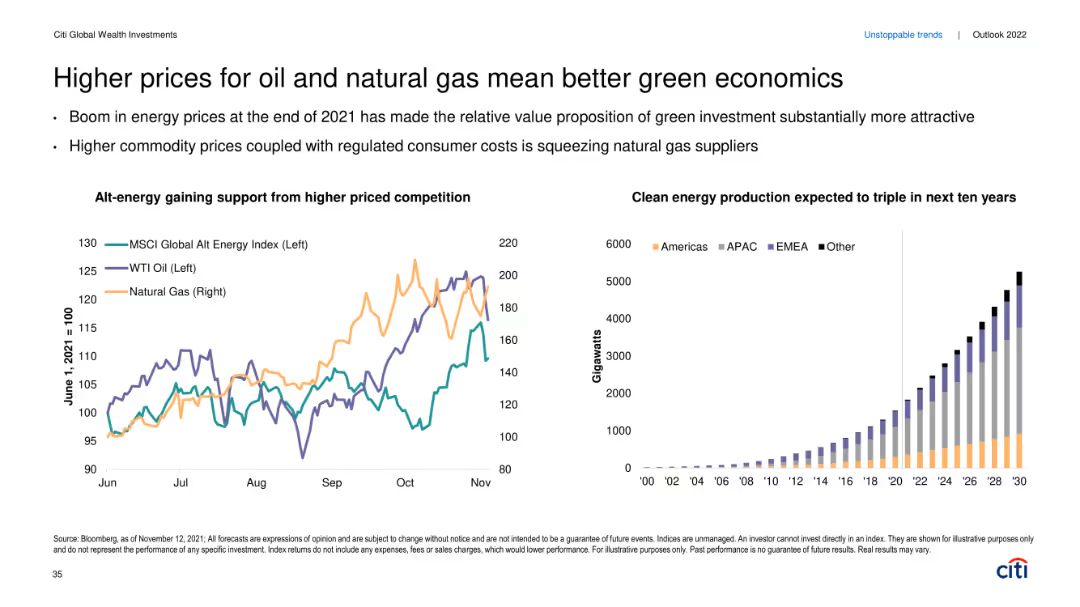 Citi Global Wealth Investments
Unstoppable trends | Outlook 2022
Higher prices for oil and natural gas mean better green economics
• Boom in energy prices at the end of 2021 has made the relative value proposition of green investment substantially more attractive
• Higher commodity prices coupled with regulated consumer costs is squeezing natural gas suppliers
Alt-energy gaining support from higher priced competition
130
125
120
115
110
105
100
95
90
June 1, 2021 = 100
MSCI Global Alt Energy Index (Left)
WTI Oil (Left)
Natural Gas (Right)
220
200
180
160
140
120
100
80
Jun Jul Aug Sep Oct Nov
Clean energy production expected to triple in next ten years
6000
5000
4000
3000
2000
1000
0
Gigawatts
Americas APAC EMEA Other
'00 '02 '04 '06 '08 '10 '12 '14 '16 '18 '20 '22 '24 '26 '28 '30
Source: Bloomberg, as of November 12, 2021; All forecasts are expressions of opinion and are subject to change without notice and are not intended to be a guarantee of future events. Indices are unmanaged. An investor cannot invest directly in an index. They are shown for illustrative purposes only
and do not represent the performance of any specific investment. Index returns do not include any expenses, fees or sales charges, which would lower performance. For illustrative purposes only. Past performance is no guarantee of future results. Real results may vary.
35
citi